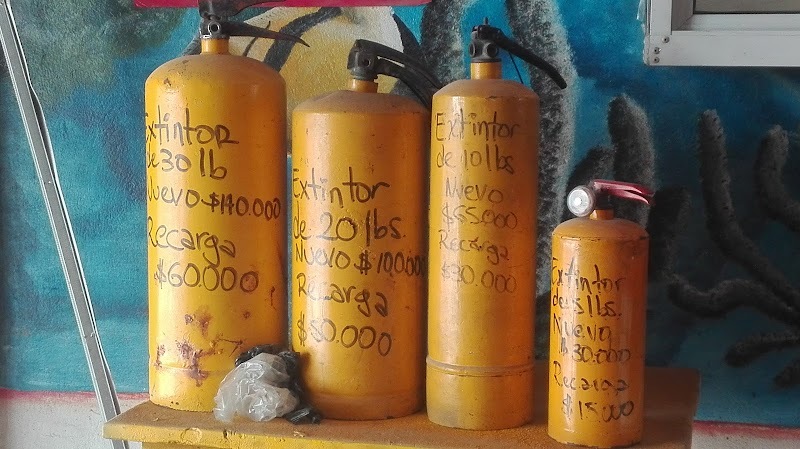 Extintor
de 30 lb
Nuevo $140.000
Recarga
$60.000
Extintor
de 20 lbs.
Nuevo $100.000
Recarga
$50.000
Extintor
de 10 lbs
Nuevo
$65.000
Recarga
$30.000
Extintor
de 5 lbs.
Nuevo
$30.000
Recarga
$15.000